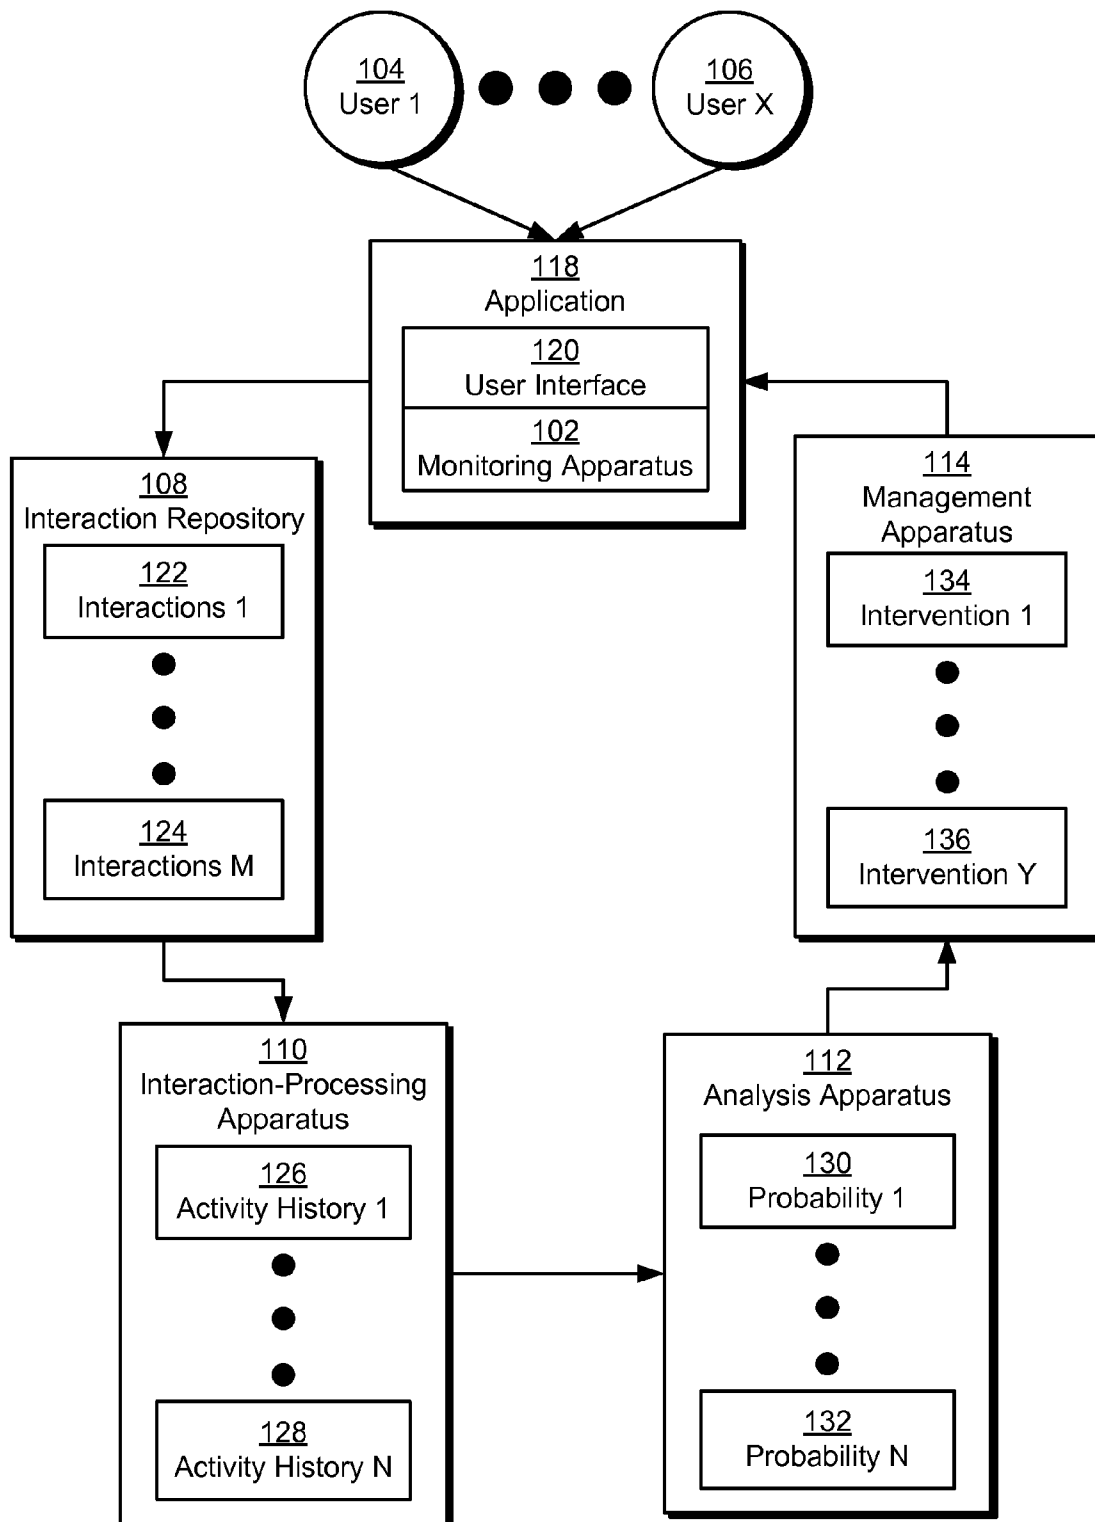 104
User 1
106
User X
118
Application
120
User Interface
102
Monitoring Apparatus
108
Interaction Repository
122
Interactions 1
124
Interactions M
114
Management
Apparatus
134
Intervention 1
136
Intervention Y
110
Interaction-Processing
Apparatus
126
Activity History 1
128
Activity History N
112
Analysis Apparatus
130
Probability 1
132
Probability N